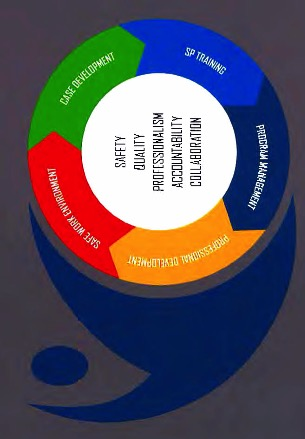 SAFETY
QUALITY
PROFESSIONALISM
ACCOUNTABILITY
COLLABORATION
SAFE WORK ENVIRONMENT
CASE DEVELOPMENT
SP TRAINING
PROGRAM MANAGEMENT
PROFESSIONAL DEVELOPMENT